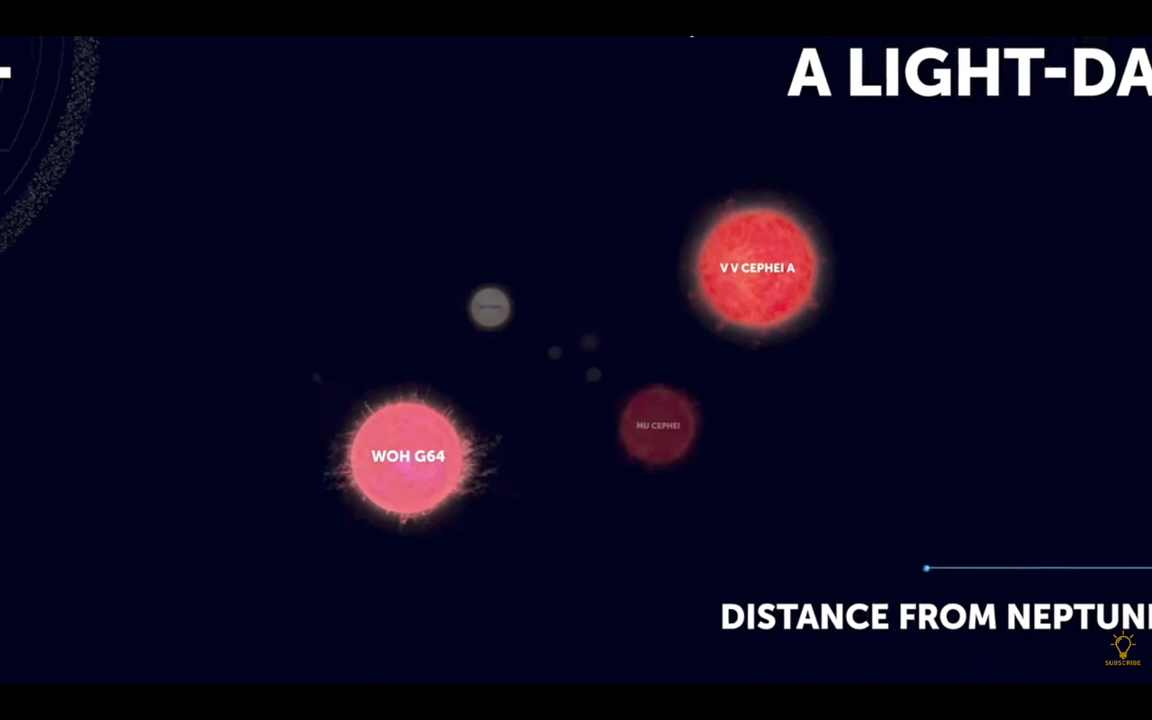 A LIGHT-DA
V V CEPHEI A
MU CEPHEI
WOH G64
DISTANCE FROM NEPTUN
SUBSCRIBE